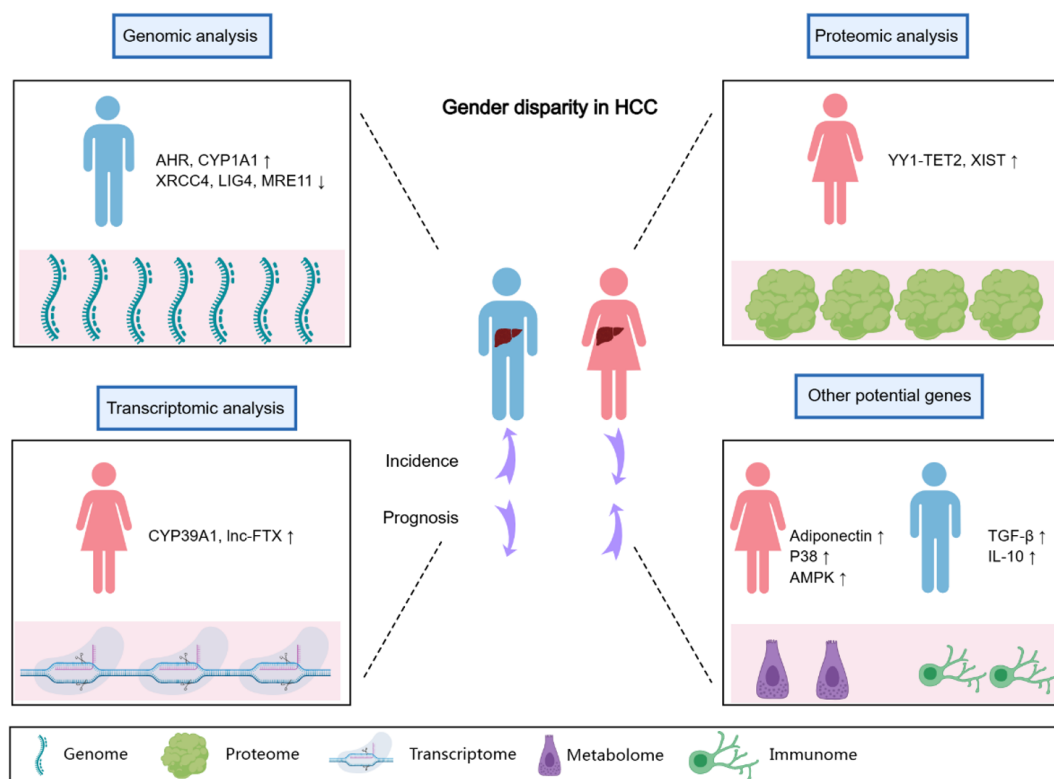 Genomic analysis
Proteomic analysis
Gender disparity in HCC
AHR, CYP1A1 ↑
XRCC4, LIG4, MRE11 ↓
YY1-TET2, XIST ↑
Transcriptomic analysis
Other potential genes
Incidence
Prognosis
CYP39A1, lnc-FTX ↑
Adiponectin ↑
P38 ↑
AMPK ↑
TGF-β ↑
IL-10 ↑
Genome
Proteome
Transcriptome
Metabolome
Immunome